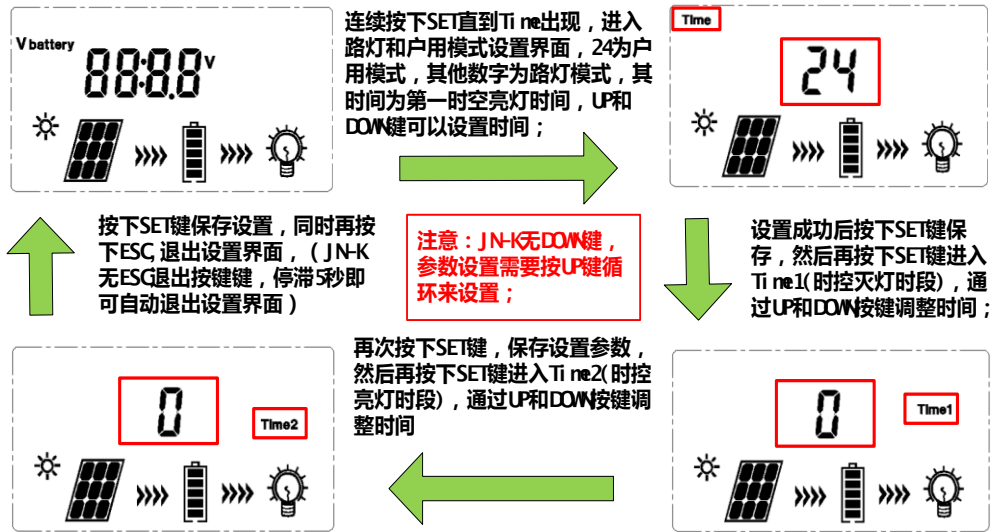 V battery
88:8.8 v
连续按下SET直到Time出现，进入
路灯和户用模式设置界面，24为户
用模式，其他数字为路灯模式，其
时间为第一时空亮灯时间，UP和
DOWN键可以设置时间；
Time
24
按下SET键保存设置，同时再按
下ESC,退出设置界面，（JN-K
无ESC退出按键键，停滞5秒即
可自动退出设置界面）
注意：JN-K无DOWN键，
参数设置需要按UP键循
环来设置；
设置成功后按下SET键保
存，然后再按下SET键进入
Time1(时控灭灯时段)，通
过UP和DOWN按键调整时间；
再次按下SET键，保存设置参数，
然后再按下SET键进入Time2(时控
亮灯时段)，通过UP和DOWN按键调
整时间
0
Time2
0
Time1